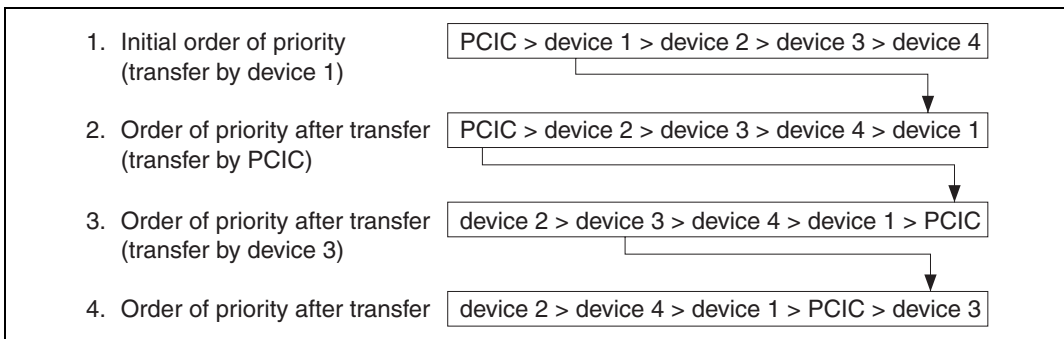 1. Initial order of priority
(transfer by device 1)
PCIC > device 1 > device 2 > device 3 > device 4
2. Order of priority after transfer
(transfer by PCIC)
PCIC > device 2 > device 3 > device 4 > device 1
3. Order of priority after transfer
(transfer by device 3)
device 2 > device 3 > device 4 > device 1 > PCIC
4. Order of priority after transfer
device 2 > device 4 > device 1 > PCIC > device 3